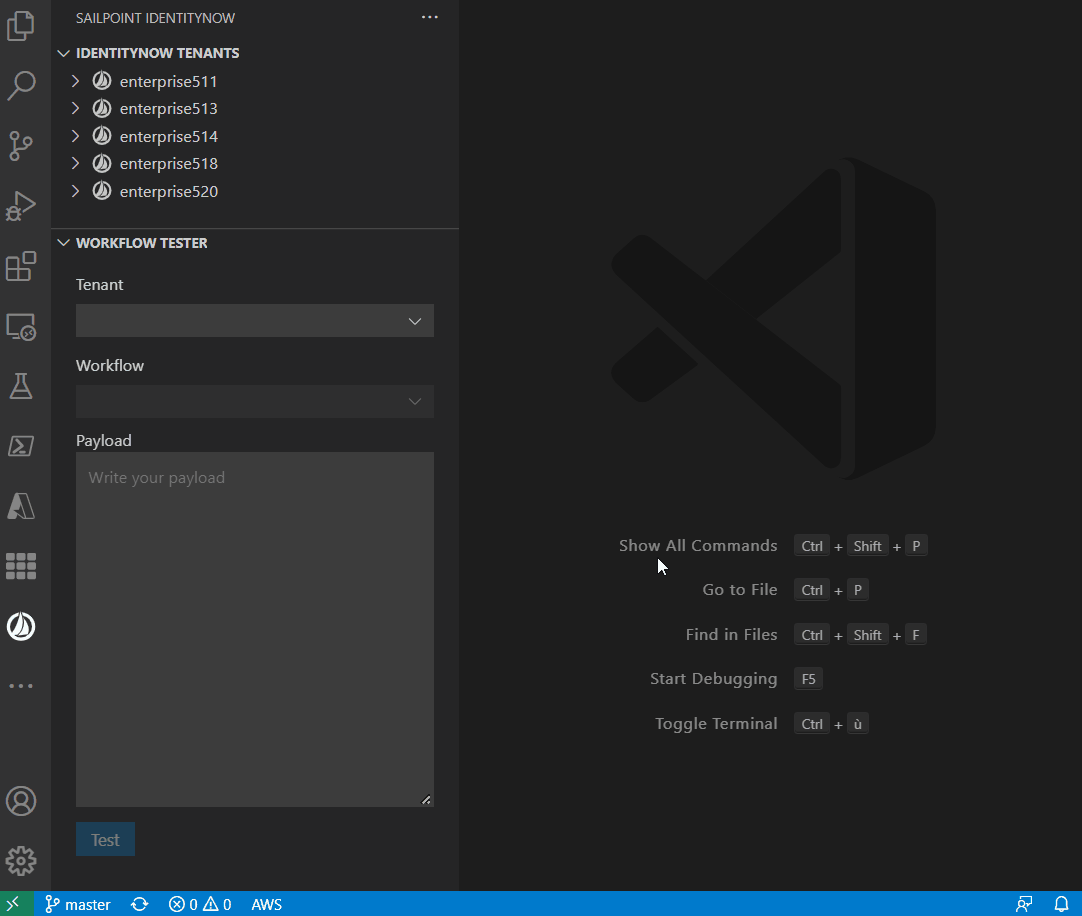 SAILPOINT IDENTITYNOW
IDENTITYNOW TENANTS
enterprise511
enterprise513
enterprise514
enterprise518
enterprise520
WORKFLOW TESTER
Tenant
Workflow
Payload
Write your payload
Test
Show All Commands Ctrl + Shift + P
Go to File Ctrl + P
Find in Files Ctrl + Shift + F
Start Debugging F5
Toggle Terminal Ctrl + ù
master 0 0 AWS